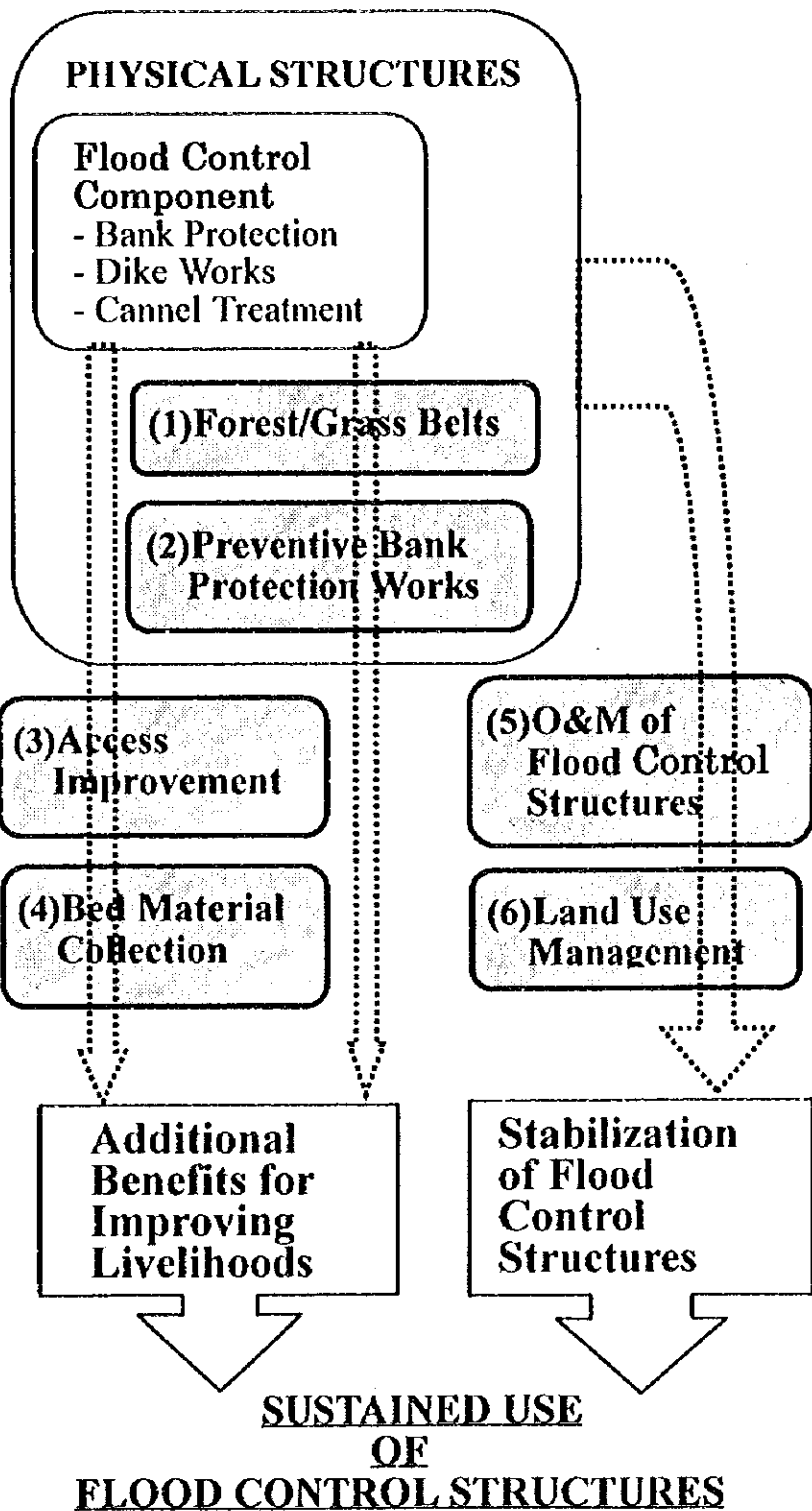 PHYSICAL STRUCTURES
Flood Control
Component
- Bank Protection
- Dike Works
- Cannel Treatment
(1)Forest/Grass Belts
(2)Preventive Bank
Protection Works
(3)Access
Improvement
(4)Bed Material
Collection
(5)O&M of
Flood Control
Structures
(6)Land Use
Management
Additional
Benefits for
Improving
Livelihoods
Stabilization
of Flood
Control
Structures
SUSTAINED USE
OF
FLOOD CONTROL STRUCTURES